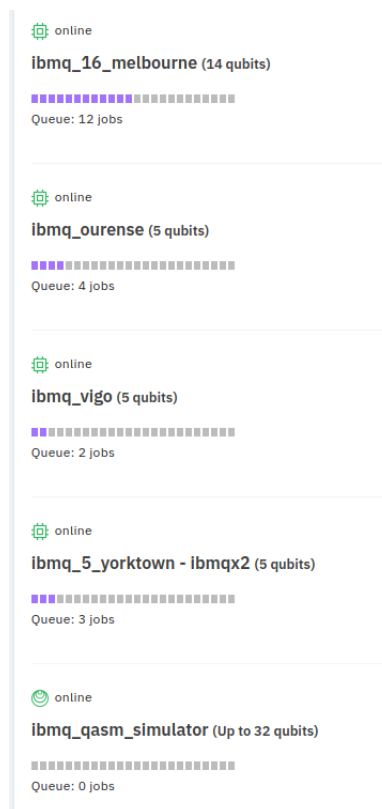 online
ibmq_16_melbourne (14 qubits)
Queue: 12 jobs
online
ibmq_ourense (5 qubits)
Queue: 4 jobs
online
ibmq_vigo (5 qubits)
Queue: 2 jobs
online
ibmq_5_yorktown - ibmqx2 (5 qubits)
Queue: 3 jobs
online
ibmq_qasm_simulator (Up to 32 qubits)
Queue: 0 jobs